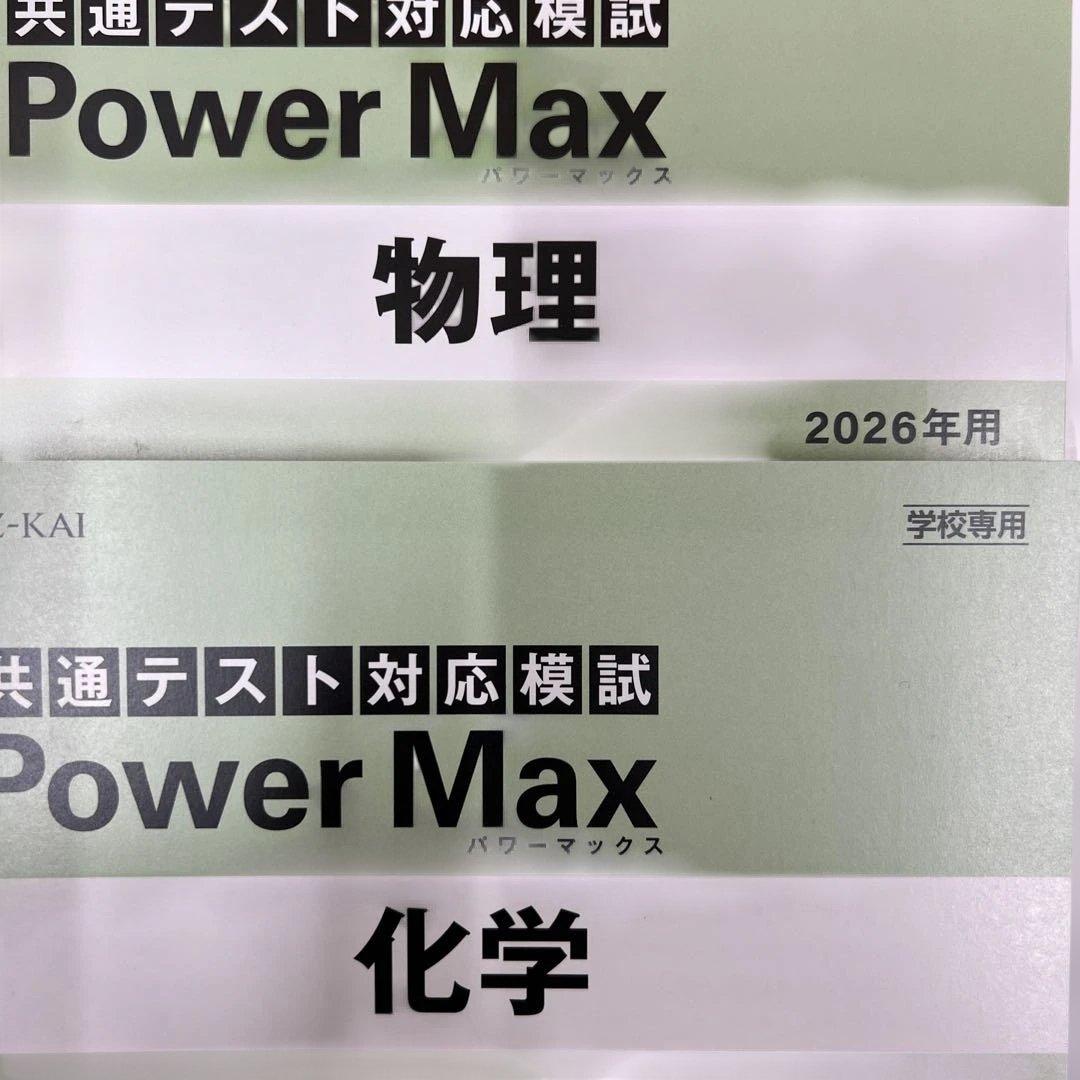 共通テスト対応模試
Power Max
パワーマックス
物理
2026年用
Z-KAI
学校専用
共通テスト対応模試
Power Max
パワーマックス
化学